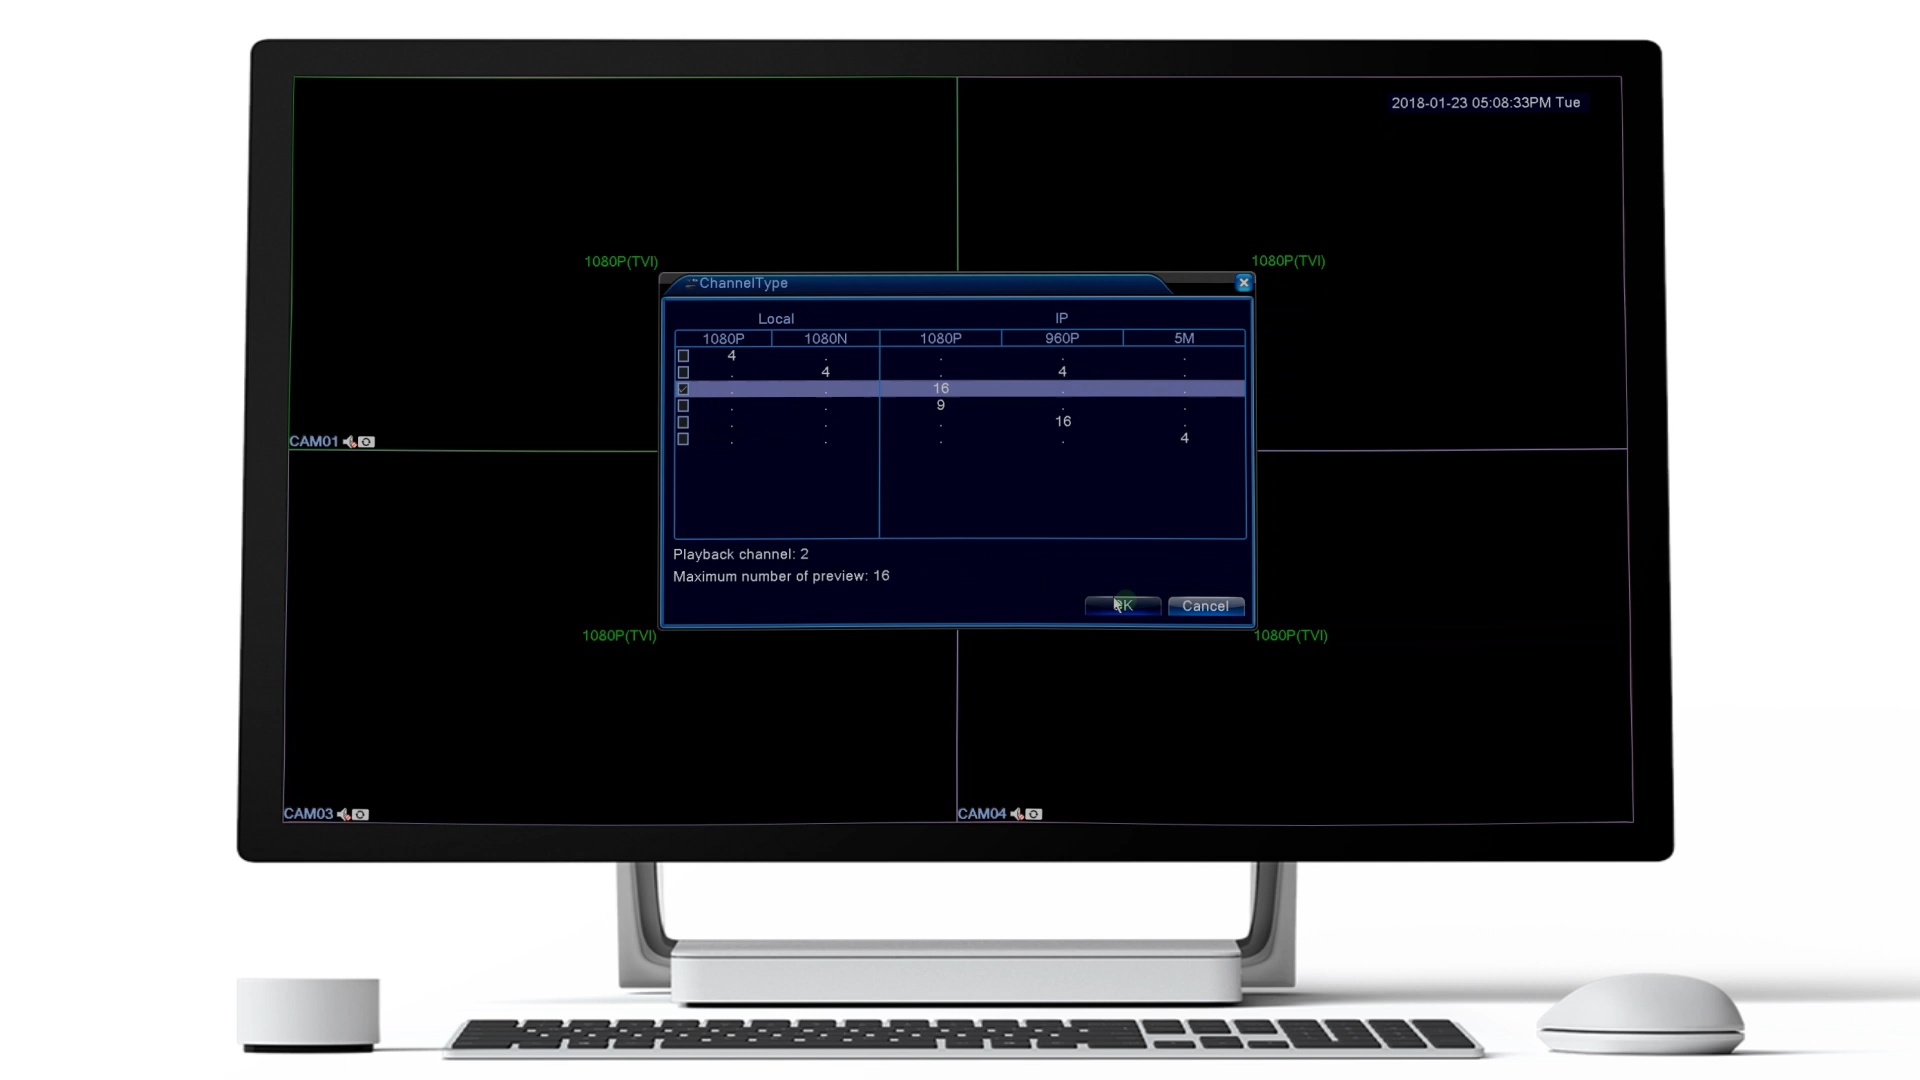 2018-01-23 05:08:33PM Tue
1080P(TVI)
1080P(TVI)
ChannelType
Local IP
1080P 1080N 1080P 960P 5M
4 . . . .
. 4 . 4 .
. . 16 . .
. . 9 . .
. . . 16 .
. . . . 4
CAM01
Playback channel: 2
Maximum number of preview: 16
OK Cancel
1080P(TVI)
1080P(TVI)
CAM03
CAM04